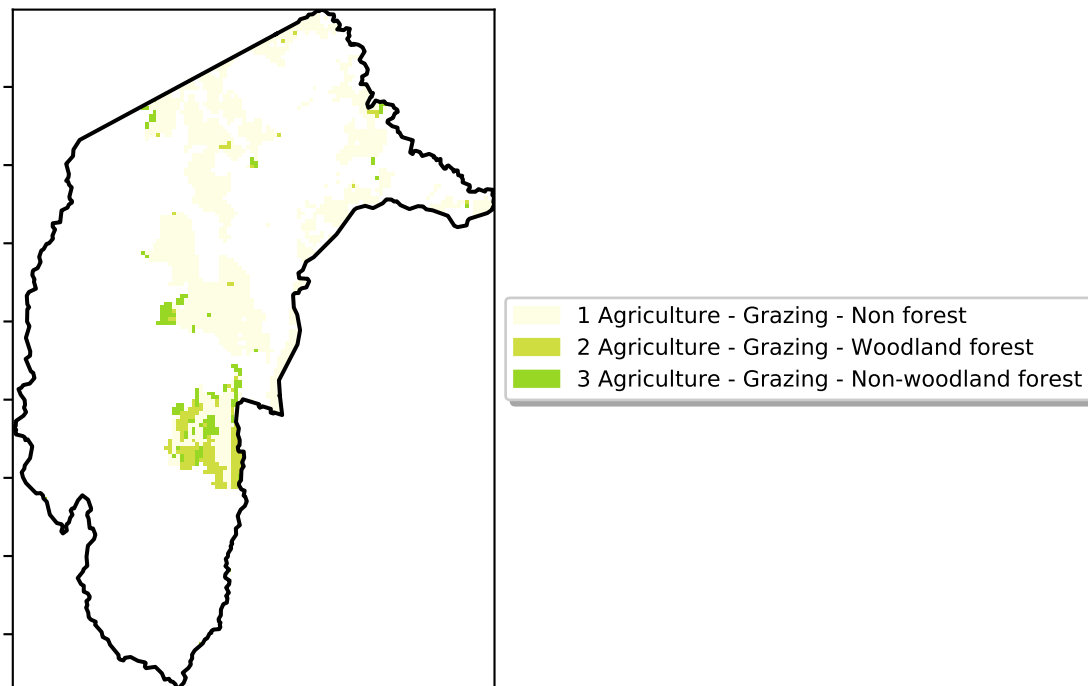 1 Agriculture - Grazing - Non forest
2 Agriculture - Grazing - Woodland forest
3 Agriculture - Grazing - Non-woodland forest